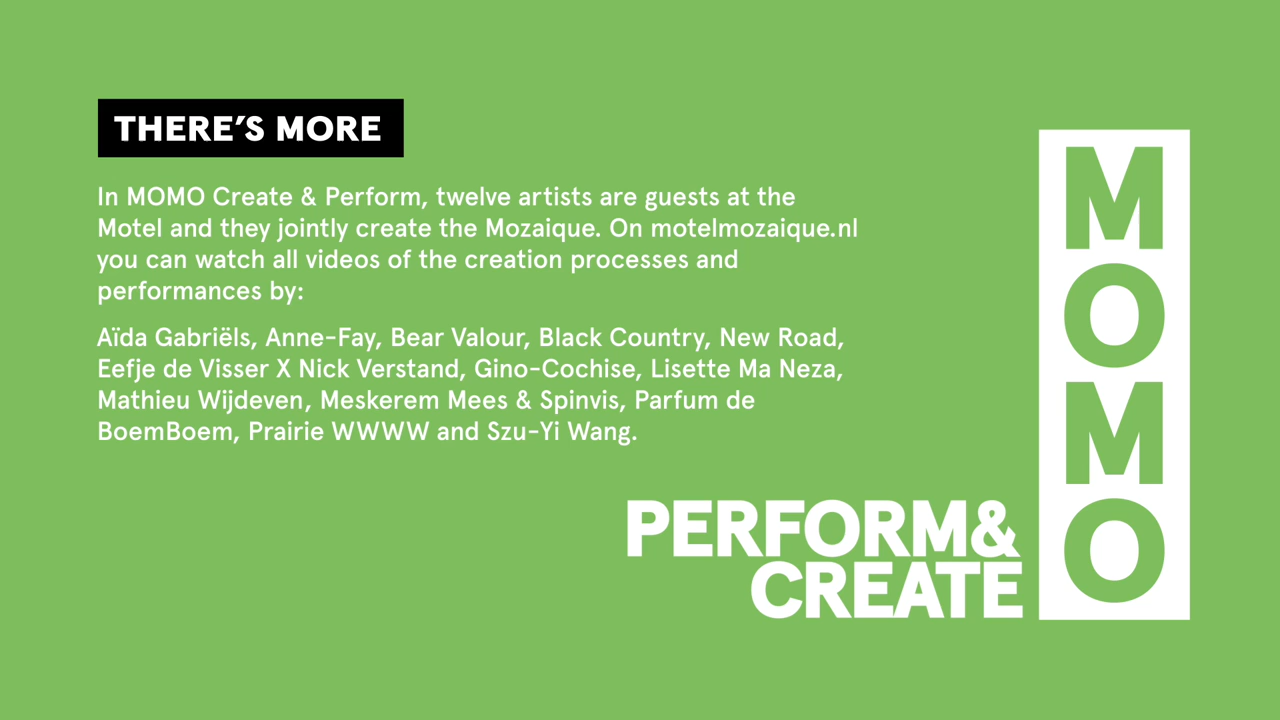 THERE’S MORE
In MOMO Create & Perform, twelve artists are guests at the
Motel and they jointly create the Mozaique. On motelmozaique.nl
you can watch all videos of the creation processes and
performances by:
Aïda Gabriëls, Anne-Fay, Bear Valour, Black Country, New Road,
Eefje de Visser X Nick Verstand, Gino-Cochise, Lisette Ma Neza,
Mathieu Wijdeven, Meskerem Mees & Spinvis, Parfum de
BoemBoem, Prairie WWWW and Szu-Yi Wang.
PERFORM&
CREATE
MOMO